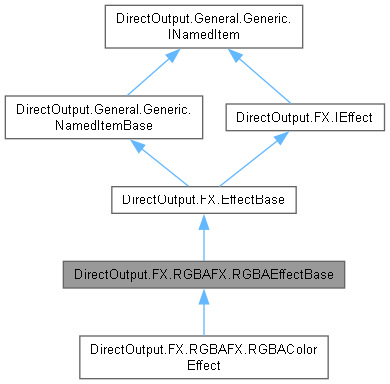 DirectOutput.General.Generic.
INamedItem
DirectOutput.General.Generic.
NamedItemBase
DirectOutput.FX.IEffect
DirectOutput.FX.EffectBase
DirectOutput.FX.RGBAFX.RGBAEffectBase
DirectOutput.FX.RGBAFX.RGBAColor
Effect